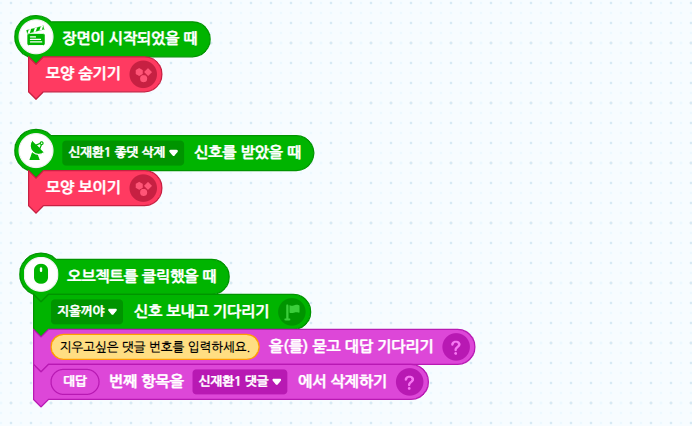 장면이 시작되었을 때
모양 숨기기
신재환1 좋댓 삭제 ▼ 신호를 받았을 때
모양 보이기
오브젝트를 클릭했을 때
지울꺼야 ▼ 신호 보내고 기다리기
지우고싶은 댓글 번호를 입력하세요. 을(를) 묻고 대답 기다리기 ?
대답 번째 항목을 신재환1 댓글 ▼ 에서 삭제하기 ?